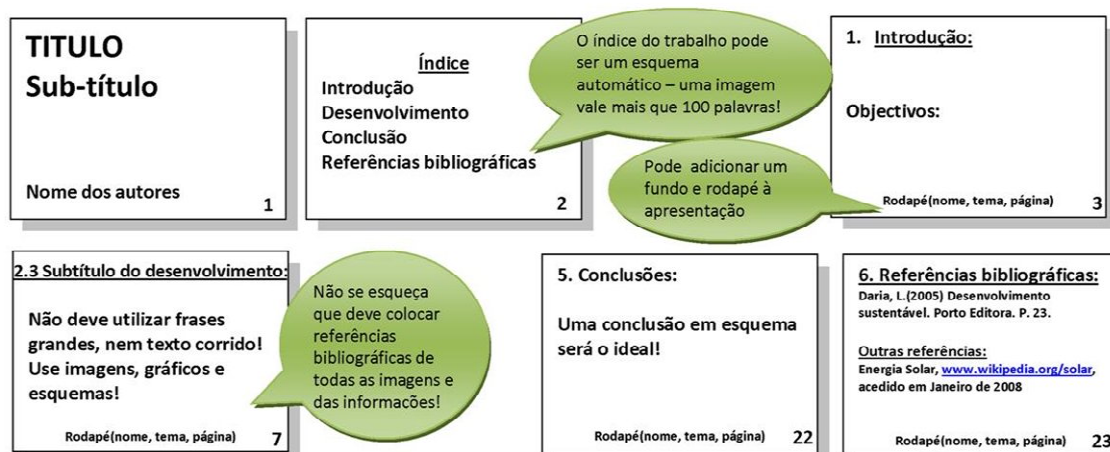 TITULO
Sub-título
Nome dos autores
1
Índice
Introdução
Desenvolvimento
Conclusão
Referências bibliográficas
2
O índice do trabalho pode
ser um esquema
automático – uma imagem
vale mais que 100 palavras!
1. Introdução:
Objectivos:
Rodapé(nome, tema, página)
3
Pode adicionar um
fundo e rodapé à
apresentação
2.3 Subtítulo do desenvolvimento:
Não deve utilizar frases
grandes, nem texto corrido!
Use imagens, gráficos e
esquemas!
Rodapé(nome, tema, página)
7
Não se esqueça
que deve colocar
referências
bibliográficas de
todas as imagens e
das informacões!
5. Conclusões:
Uma conclusão em esquema
será o ideal!
Rodapé(nome, tema, página)
22
6. Referências bibliográficas:
Daria, L.(2005) Desenvolvimento
sustentável. Porto Editora. P. 23.
Outras referências:
Energia Solar, www.wikipedia.org/solar,
acedido em Janeiro de 2008
Rodapé(nome, tema, página)
23